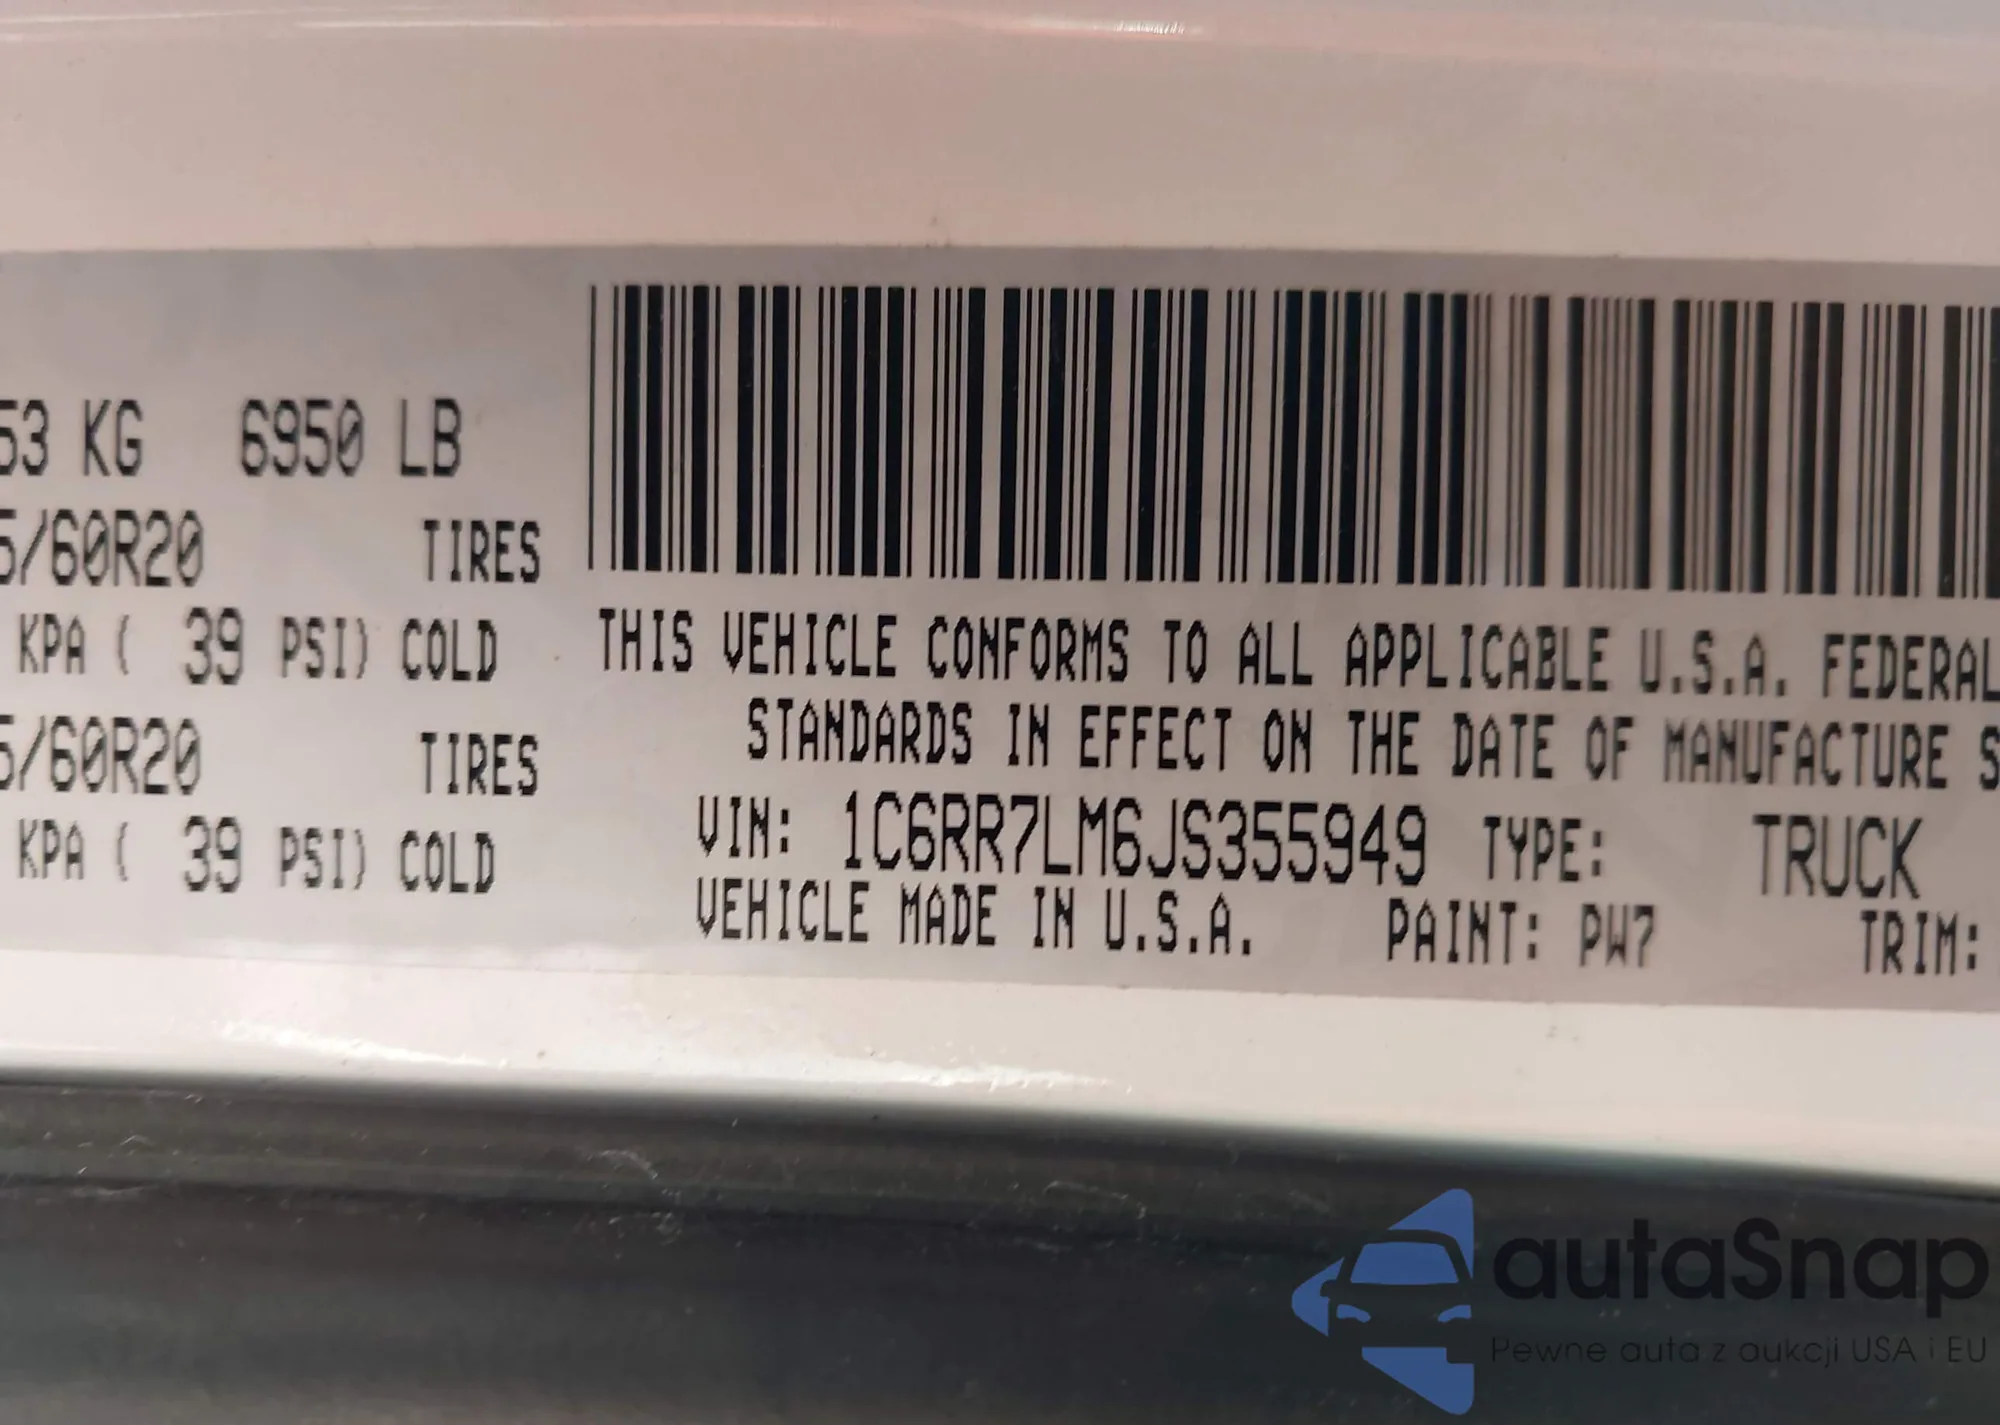 53 KG 6950 LB
5/60R20 TIRES
KPA ( 39 PSI) COLD
5/60R20 TIRES
KPA ( 39 PSI) COLD
THIS VEHICLE CONFORMS TO ALL APPLICABLE U.S.A. FEDERAL
STANDARDS IN EFFECT ON THE DATE OF MANUFACTURE S
VIN: 1C6RR7LM6JS355949 TYPE: TRUCK
VEHICLE MADE IN U.S.A. PAINT: PW7 TRIM:
autaSnap
Pewne auta z aukcji USA i EU